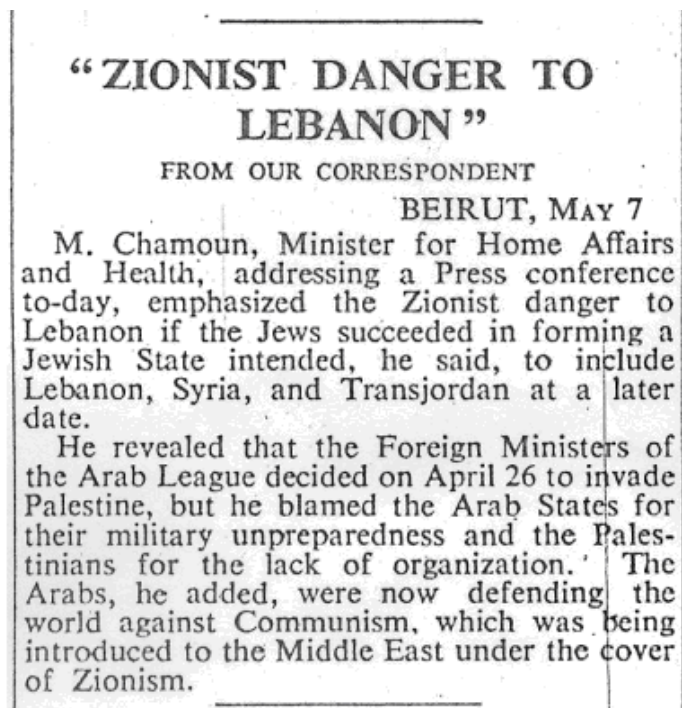 “ZIONIST DANGER TO
LEBANON”
FROM OUR CORRESPONDENT
BEIRUT, MAY 7
M. Chamoun, Minister for Home Affairs
and Health, addressing a Press conference
to-day, emphasized the Zionist danger to
Lebanon if the Jews succeeded in forming a
Jewish State intended, he said, to include
Lebanon, Syria, and Transjordan at a later
date.
He revealed that the Foreign Ministers of
the Arab League decided on April 26 to invade
Palestine, but he blamed the Arab States for
their military unpreparedness and the Pales-
tinians for the lack of organization. The
Arabs, he added, were now defending the
world against Communism, which was being
introduced to the Middle East under the cover
of Zionism.